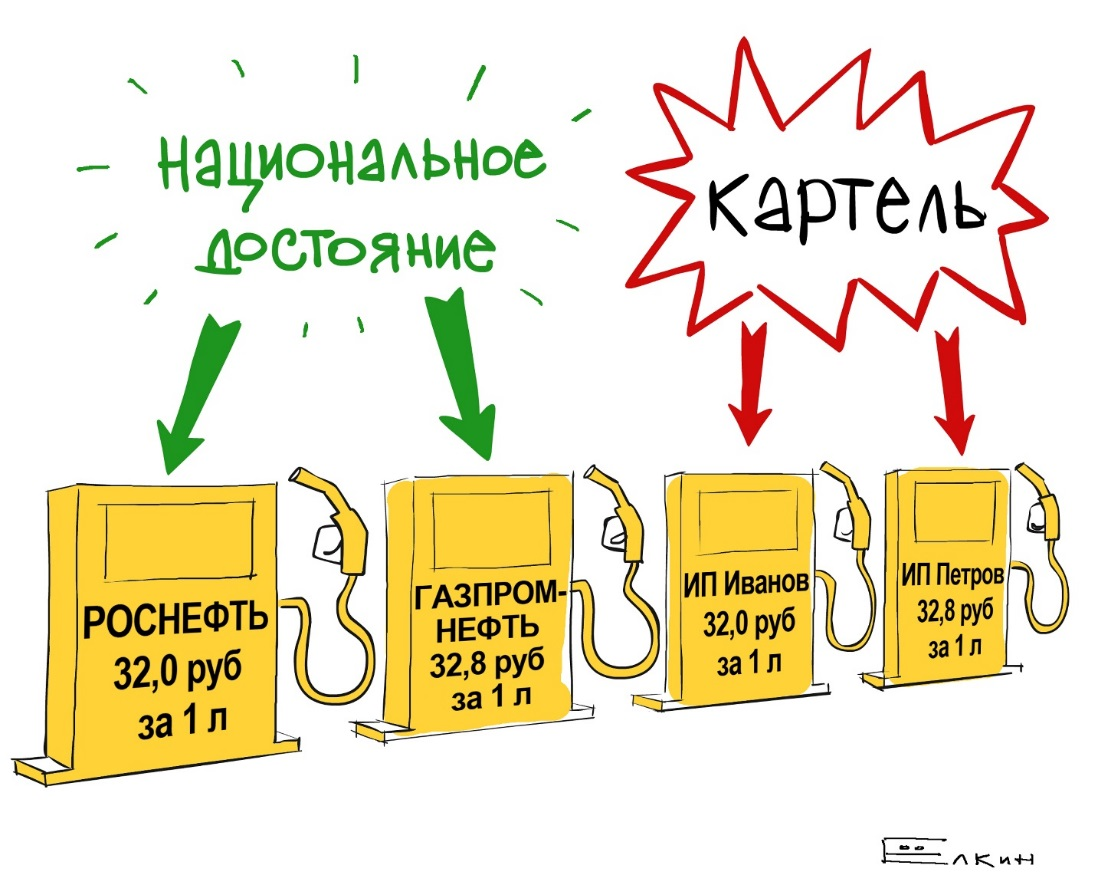 Национальное
достояние
картель
РОСНЕФТЬ
32,0 руб
за 1 л
ГАЗПРОМ-
НЕФТЬ
32,8 руб
за 1 л
ИП Иванов
32,0 руб
за 1 л
ИП Петров
32,8 руб
за 1 л
Ёлкин